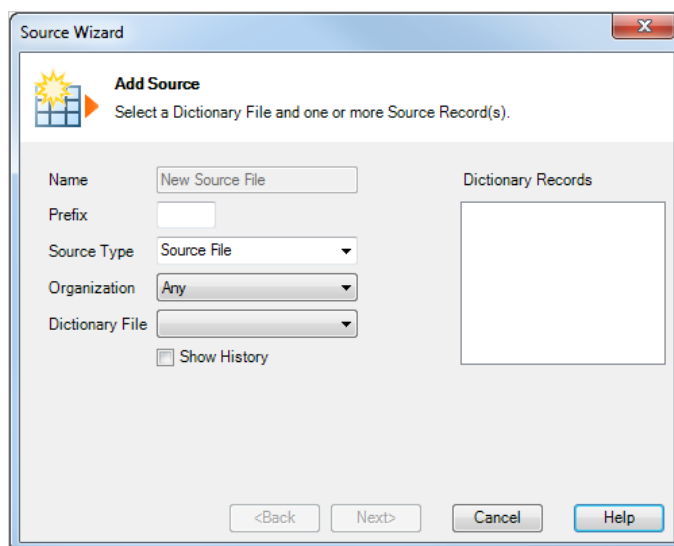 Source Wizard
X
Add Source
Select a Dictionary File and one or more Source Record(s).
Name New Source File Dictionary Records
Prefix
Source Type Source File
Organization Any
Dictionary File
Show History
<Back Next> Cancel Help